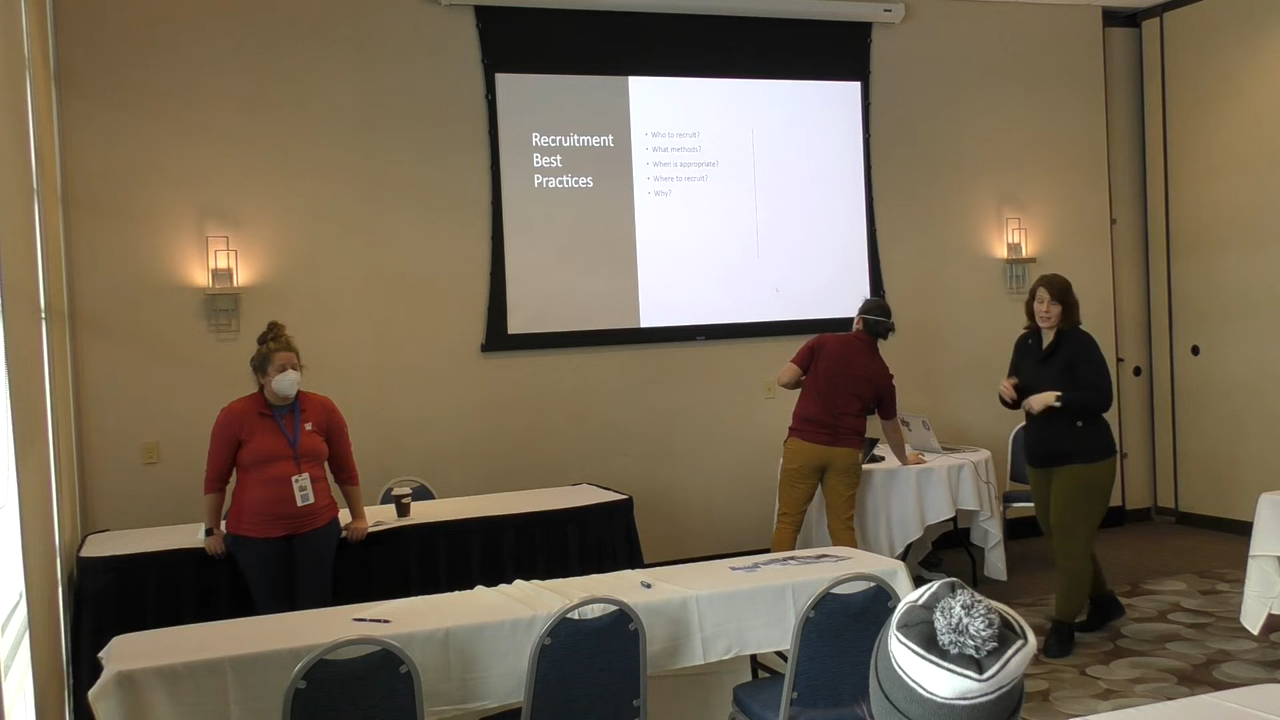 Recruitment
Best
Practices
• Who to recruit?
• What methods?
• When is appropriate?
• Where to recruit?
• Why?
W